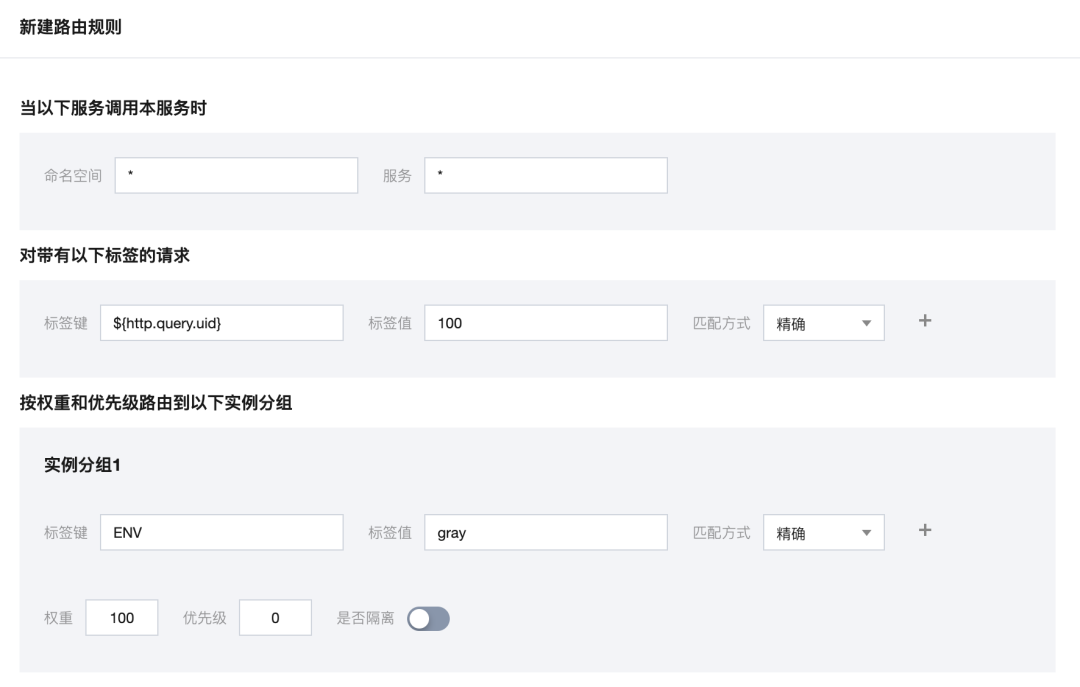 新建路由规则
当以下服务调用本服务时
命名空间 * 服务 *
对带有以下标签的请求
标签键 ${http.query.uid} 标签值 100 匹配方式 精确 +
按权重和优先级路由到以下实例分组
实例分组1
标签键 ENV 标签值 gray 匹配方式 精确 +
权重 100 优先级 0 是否隔离